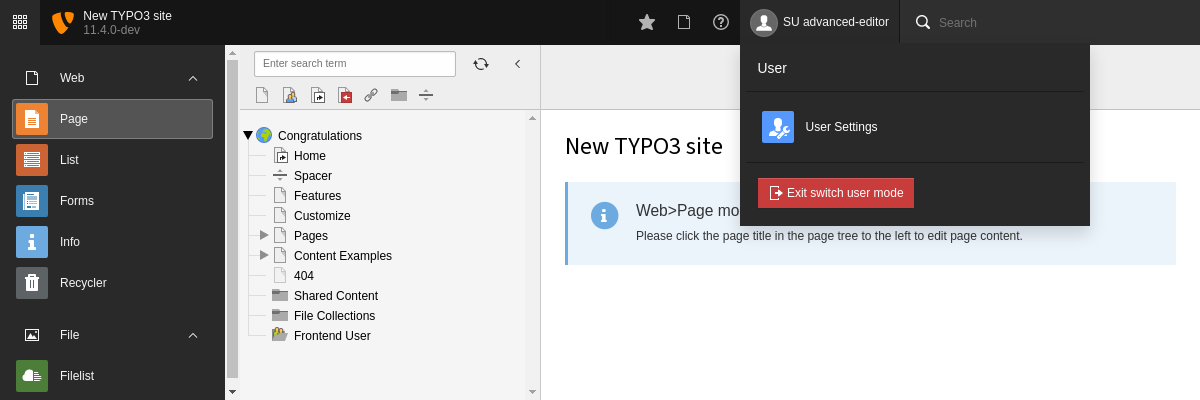 New TYPO3 site
11.4.0-dev
SU advanced-editor
Search
Web
Page
List
Forms
Info
Recycler
File
Filelist
Enter search term
Congratulations
Home
Spacer
Features
Customize
Pages
Content Examples
404
Shared Content
File Collections
Frontend User
User
User Settings
Exit switch user mode
New TYPO3 site
Web>Page mo
Please click the page title in the page tree to the left to edit page content.